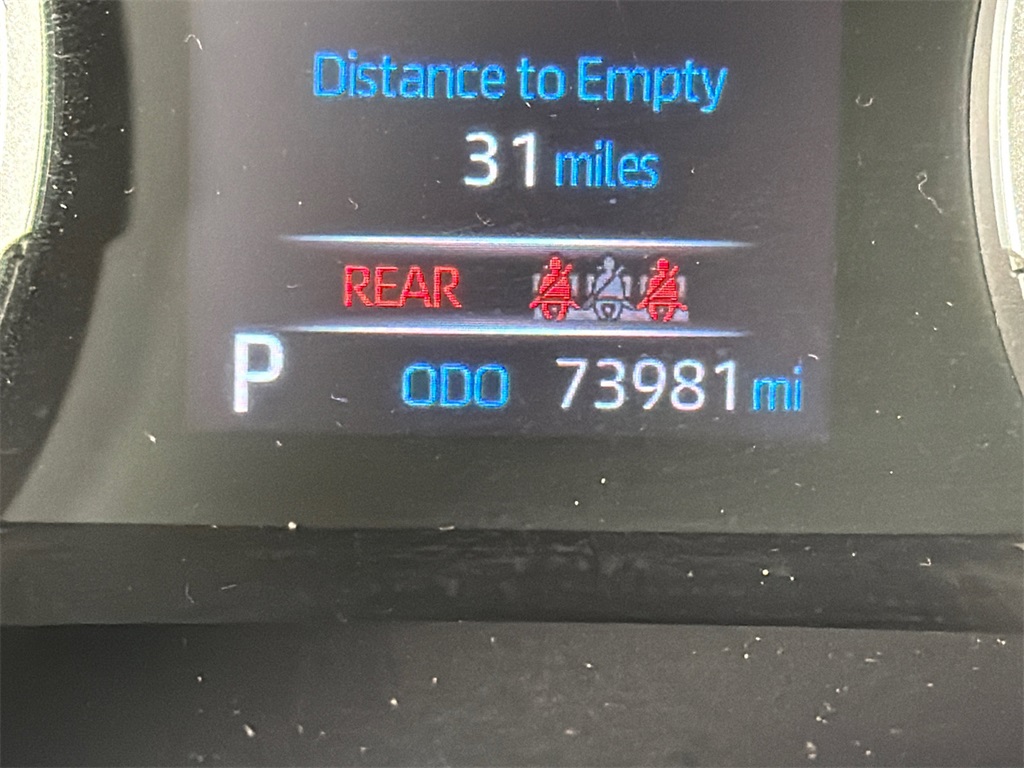 Distance to Empty
31 miles
REAR
P ODO 73981 mi